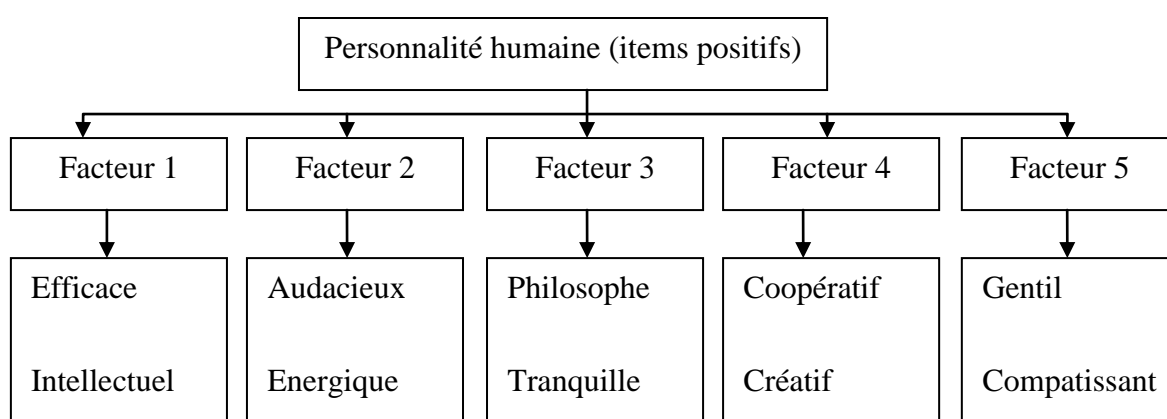 Personnalité humaine (items positifs)
Facteur 1
Facteur 2
Facteur 3
Facteur 4
Facteur 5
Efficace
Intellectuel
Audacieux
Energique
Philosophe
Tranquille
Coopératif
Créatif
Gentil
Compatissant